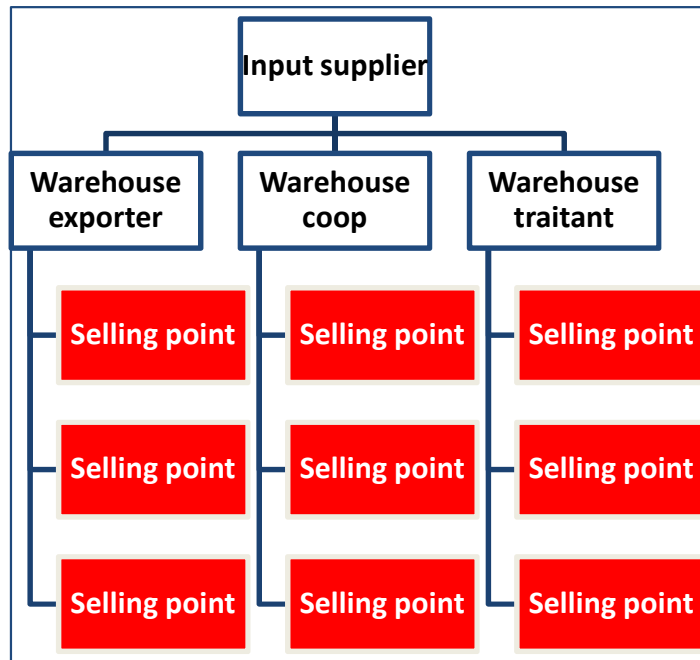 Input supplier
Warehouse
exporter
Warehouse
coop
Warehouse
traitant
Selling point
Selling point
Selling point
Selling point
Selling point
Selling point
Selling point
Selling point
Selling point